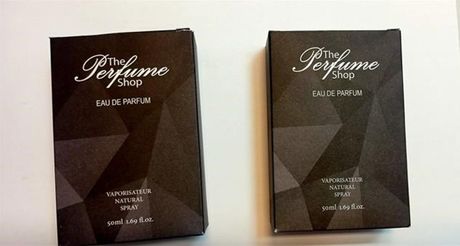 The
Perfume
Shop
EAU DE PARFUM
VAPORISATEUR
NATURAL
SPRAY
50ml 1.69 fl.oz.
The
Perfume
Shop
EAU DE PARFUM
VAPORISATEUR
NATURAL
SPRAY
50ml 1.69 fl.oz.